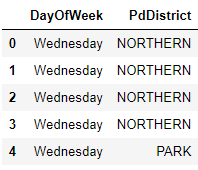 DayOfWeek PdDistrict
0 Wednesday NORTHERN
1 Wednesday NORTHERN
2 Wednesday NORTHERN
3 Wednesday NORTHERN
4 Wednesday PARK